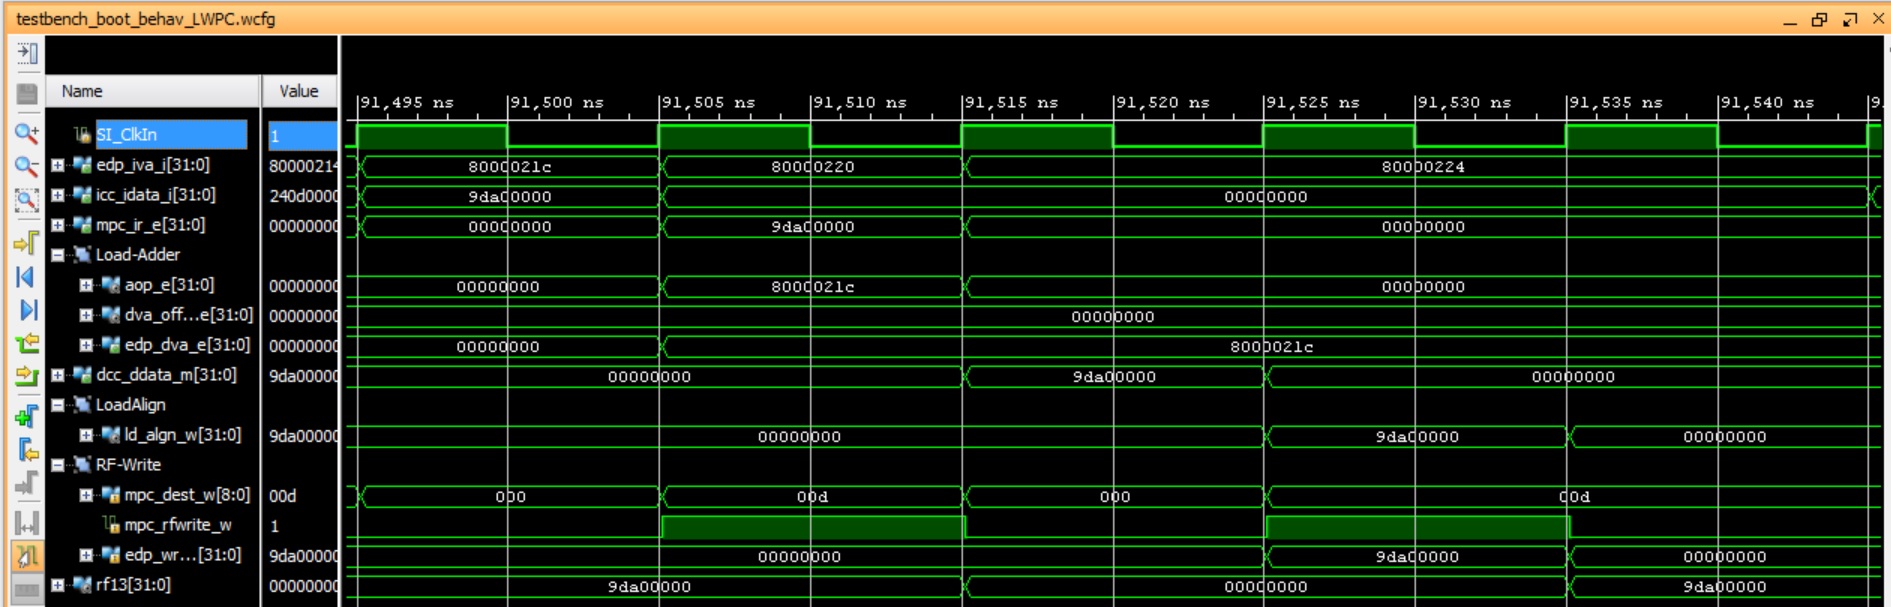 testbench_boot_behav_LWPC.wcfg
Name Value 91,495 ns 91,500 ns 91,505 ns 91,510 ns 91,515 ns 91,520 ns 91,525 ns 91,530 ns 91,535 ns 91,540 ns 9
SI_ClkIn 1
edp_iva_i[31:0] 80000214 8000021c 80000220 80000224
icc_idata_i[31:0] 240d0000 9da00000 00000000
mpc_ir_e[31:0] 00000000 00000000 9da00000 00000000
Load-Adder
aop_e[31:0] 00000000 00000000 8000021c 00000000
dva_off...e[31:0] 00000000 00000000
edp_dva_e[31:0] 00000000 00000000 8000021c
dcc_ddata_m[31:0] 9da00000 00000000 9da00000 00000000
LoadAlign
ld_algn_w[31:0] 9da00000 00000000 9da00000 00000000
RF-Write
mpc_dest_w[8:0] 00d 000 00d 000 00d
mpc_rfwrite_w 1
edp_wr...[31:0] 9da00000 00000000 9da00000 00000000
rf13[31:0] 00000000 9da00000 00000000 9da00000